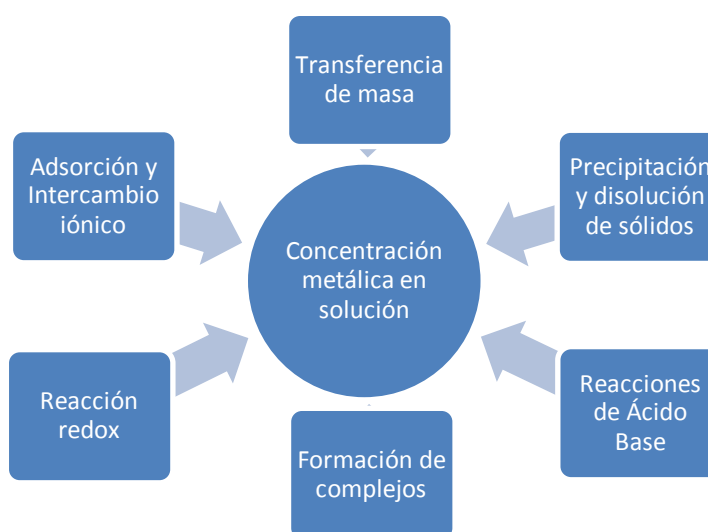 Transferencia
de masa
Adsorción y
Intercambio
iónico
Precipitación
y disolución
de sólidos
Concentración
metálica en
solución
Reacción
redox
Reacciones
de Ácido
Base
Formación de
complejos